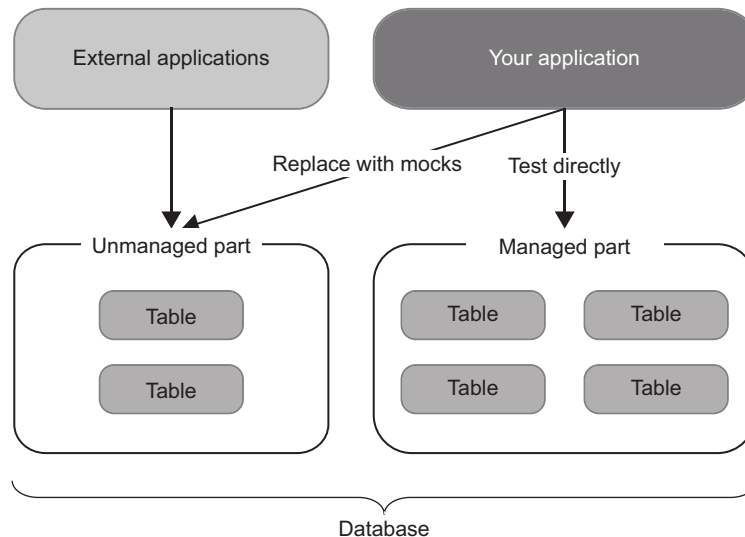 External applications
Your application
Replace with mocks
Test directly
Unmanaged part
Managed part
Table
Table
Table
Table
Table
Table
Database